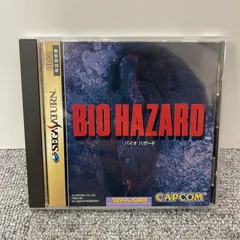 SEGA SATURN
BIO HAZARD
バイオ ハザード
SURVIVAL HORROR
CAPCOM